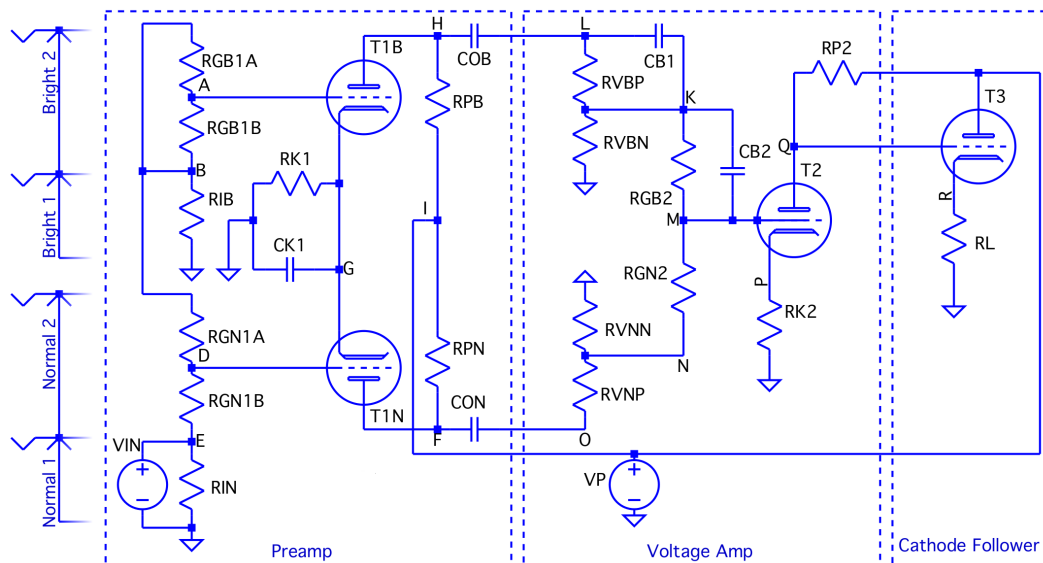 H
L
T1B
COB
CB1
RP2
Bright 2
RGB1A
A
RVBP
RPB
T3
K
RGB1B
RVBN
Q
CB2
T2
RK1
B
RIB
RGB2
R
I
M
Bright 1
CK1
G
RL
RGN2
P
RK2
Normal 2
RGN1A
D
RVNN
RPN
N
RGN1B
RVNP
CON
T1N
F
O
VIN
E
+
−
RIN
VP
+
−
Normal 1
Preamp
Voltage Amp
Cathode Follower